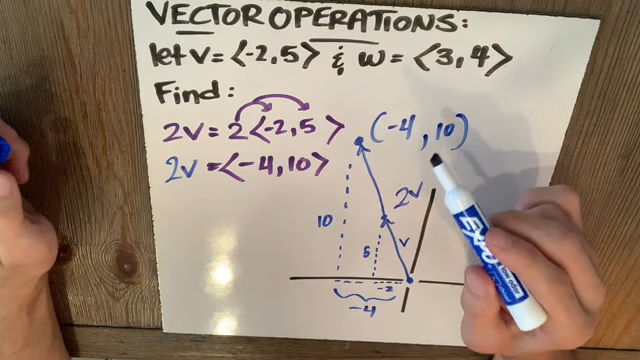 VECTOR OPERATIONS:
let v = ⟨-2, 5⟩ & w = ⟨3, 4⟩
Find:
2v = 2⟨-2, 5⟩
2v = ⟨-4, 10⟩
(-4, 10)
2v
10
5
v
-2
-4
EXPO